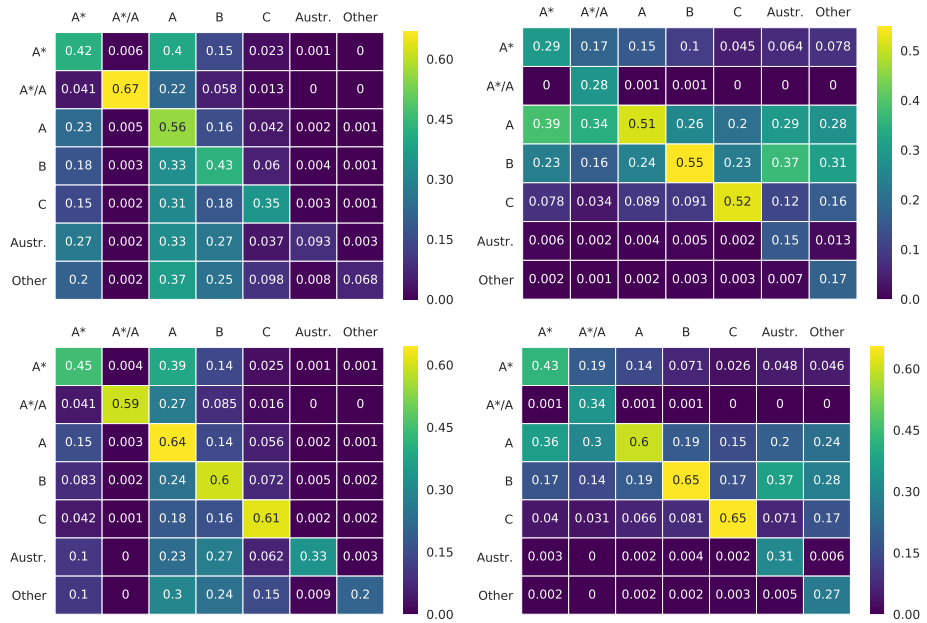 A* A*/A A B C Austr. Other
A* 0.42 0.006 0.4 0.15 0.023 0.001 0
A*/A 0.041 0.67 0.22 0.058 0.013 0 0
A 0.23 0.005 0.56 0.16 0.042 0.002 0.001
B 0.18 0.003 0.33 0.43 0.06 0.004 0.001
C 0.15 0.002 0.31 0.18 0.35 0.003 0.001
Austr. 0.27 0.002 0.33 0.27 0.037 0.093 0.003
Other 0.2 0.002 0.37 0.25 0.098 0.008 0.068
0.60
0.45
0.30
0.15
0.00
A* A*/A A B C Austr. Other
A* 0.29 0.17 0.15 0.1 0.045 0.064 0.078
A*/A 0 0.28 0.001 0.001 0 0 0
A 0.39 0.34 0.51 0.26 0.2 0.29 0.28
B 0.23 0.16 0.24 0.55 0.23 0.37 0.31
C 0.078 0.034 0.089 0.091 0.52 0.12 0.16
Austr. 0.006 0.002 0.004 0.005 0.002 0.15 0.013
Other 0.002 0.001 0.002 0.003 0.003 0.007 0.17
0.5
0.4
0.3
0.2
0.1
0.0
A* A*/A A B C Austr. Other
A* 0.45 0.004 0.39 0.14 0.025 0.001 0.001
A*/A 0.041 0.59 0.27 0.085 0.016 0 0
A 0.15 0.003 0.64 0.14 0.056 0.002 0.001
B 0.083 0.002 0.24 0.6 0.072 0.005 0.002
C 0.042 0.001 0.18 0.16 0.61 0.002 0.002
Austr. 0.1 0 0.23 0.27 0.062 0.33 0.003
Other 0.1 0 0.3 0.24 0.15 0.009 0.2
0.60
0.45
0.30
0.15
0.00
A* A*/A A B C Austr. Other
A* 0.43 0.19 0.14 0.071 0.026 0.048 0.046
A*/A 0.001 0.34 0.001 0.001 0 0 0
A 0.36 0.3 0.6 0.19 0.15 0.2 0.24
B 0.17 0.14 0.19 0.65 0.17 0.37 0.28
C 0.04 0.031 0.066 0.081 0.65 0.071 0.17
Austr. 0.003 0 0.002 0.004 0.002 0.31 0.006
Other 0.002 0 0.002 0.002 0.003 0.005 0.27
0.60
0.45
0.30
0.15
0.00